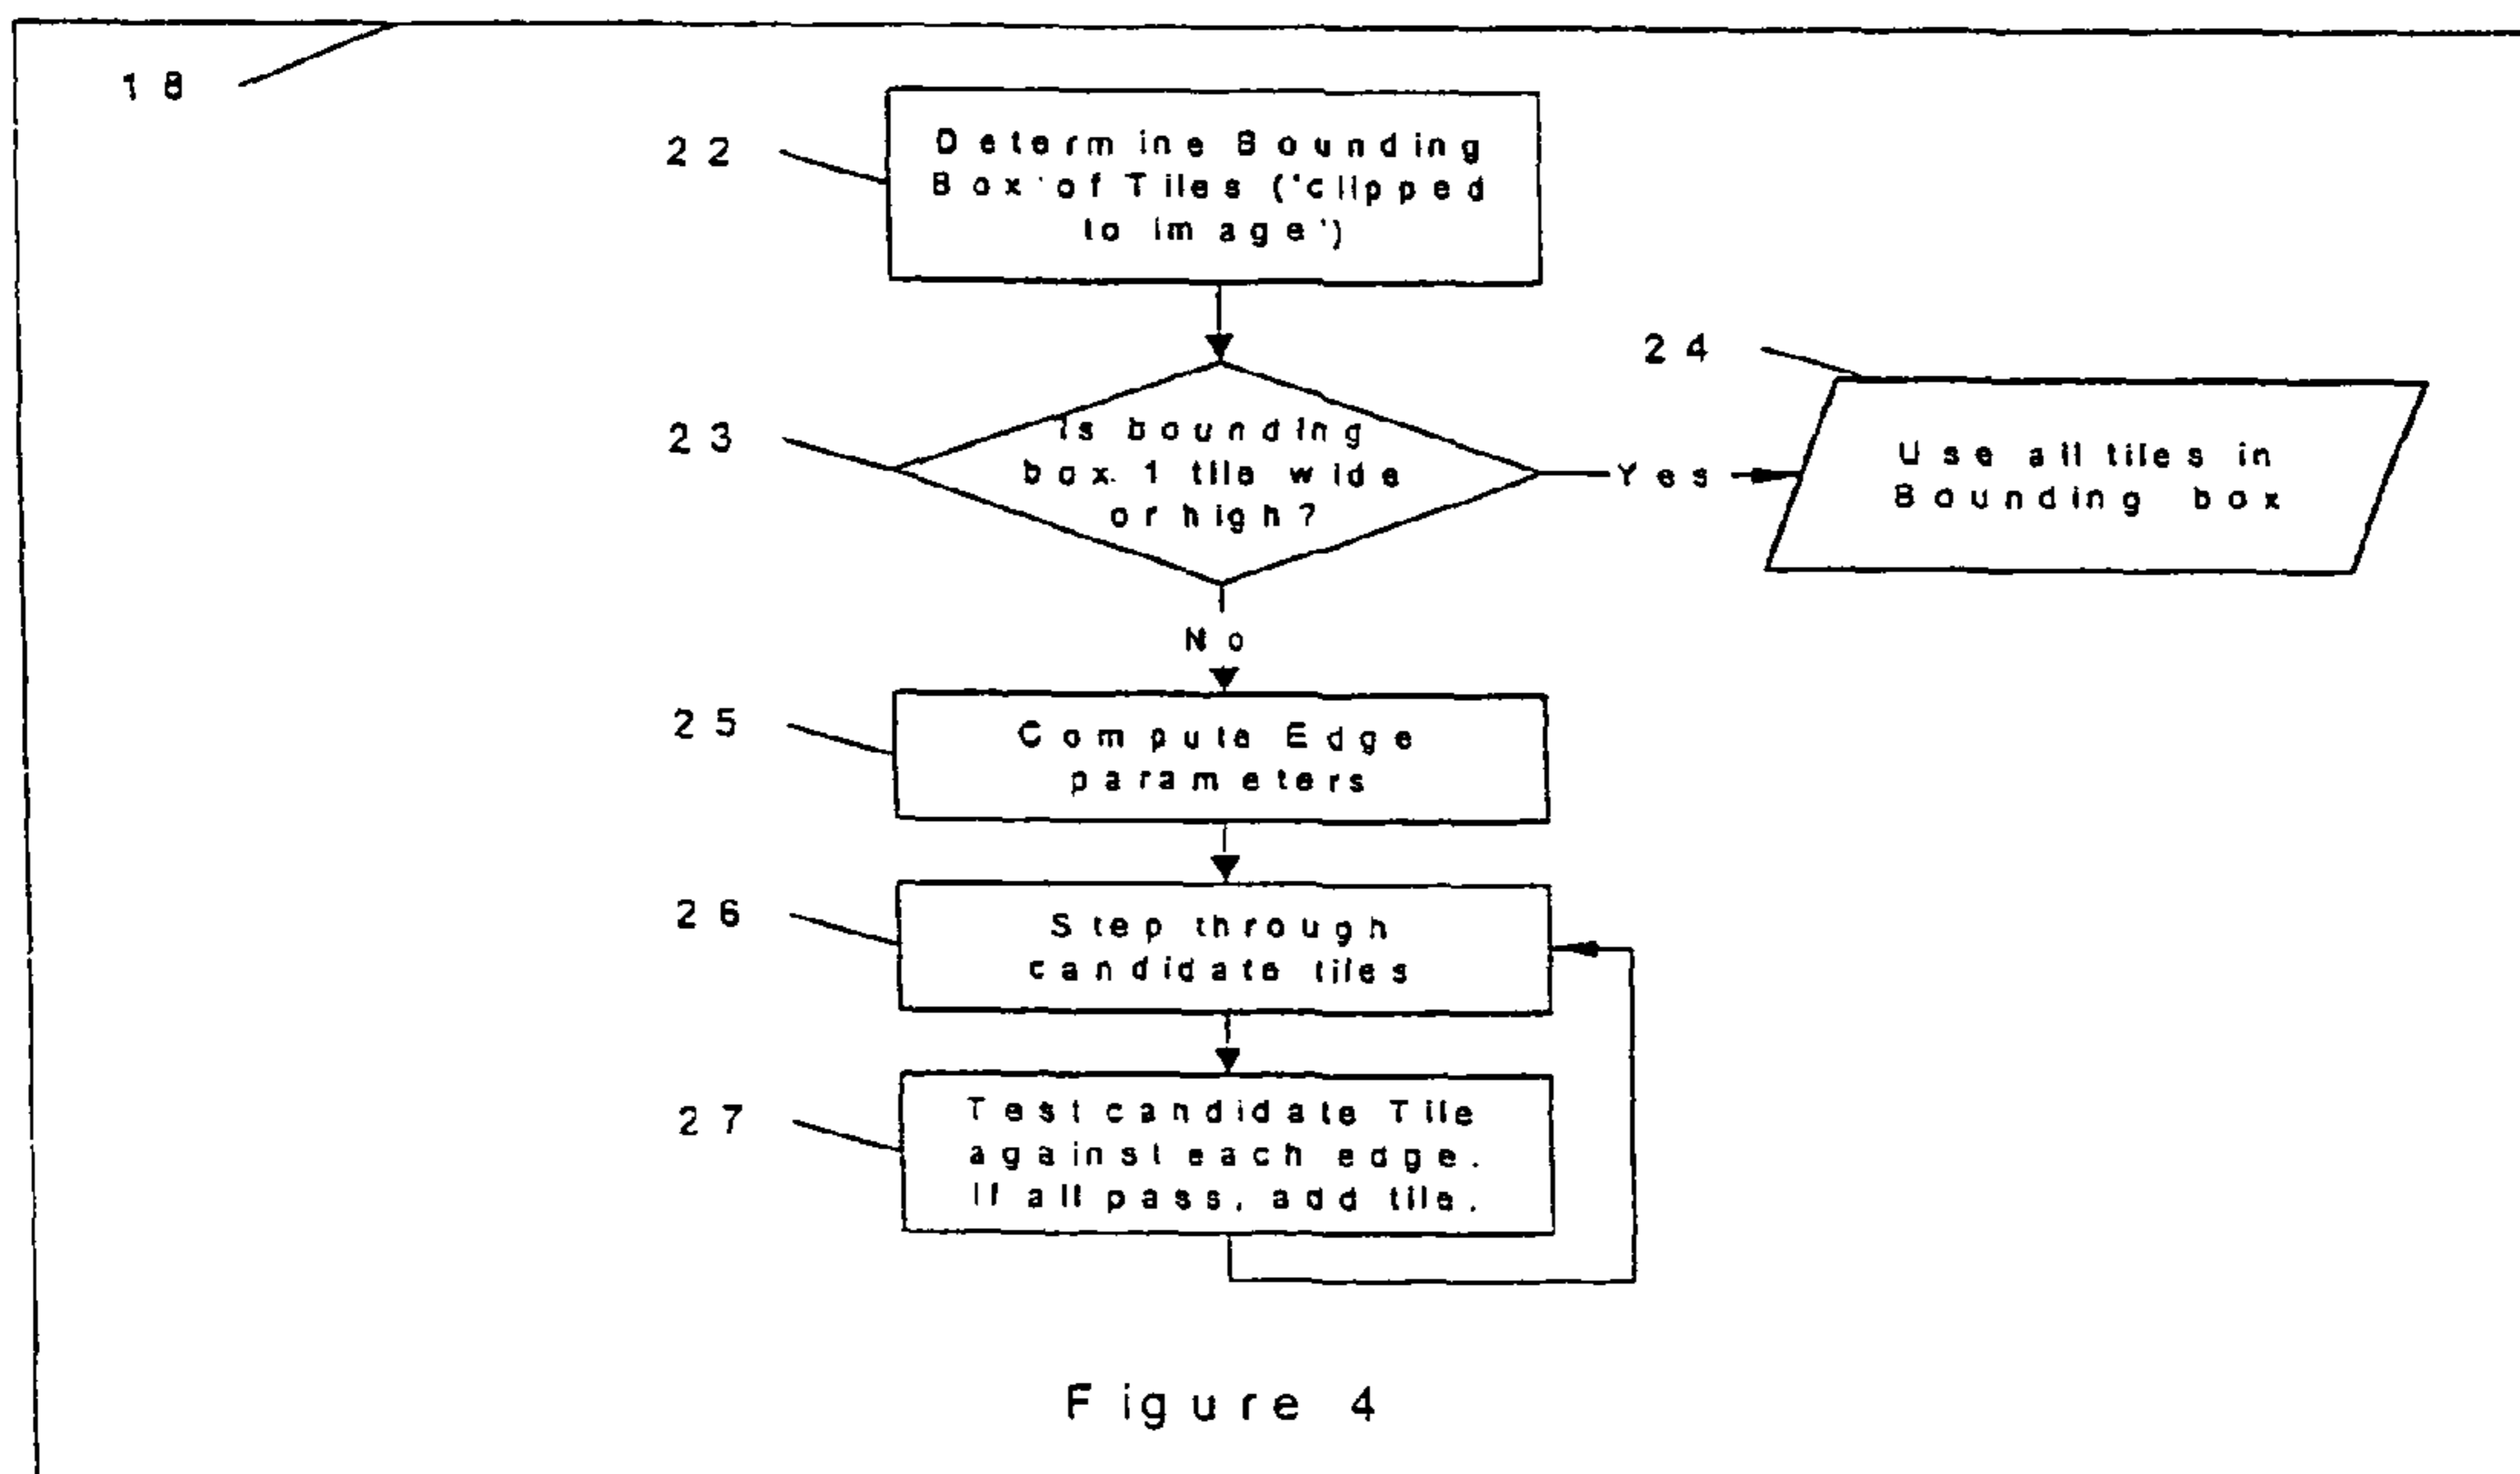 18
22
Determine Bounding
Box of Tiles ('clipped
to image')
23
Is bounding
box 1 tile wide
or high?
Yes
24
Use all tiles in
Bounding box
No
25
Compute Edge
parameters
26
Step through
candidate tiles
27
Test candidate Tile
against each edge.
If all pass, add tile.
Figure 4